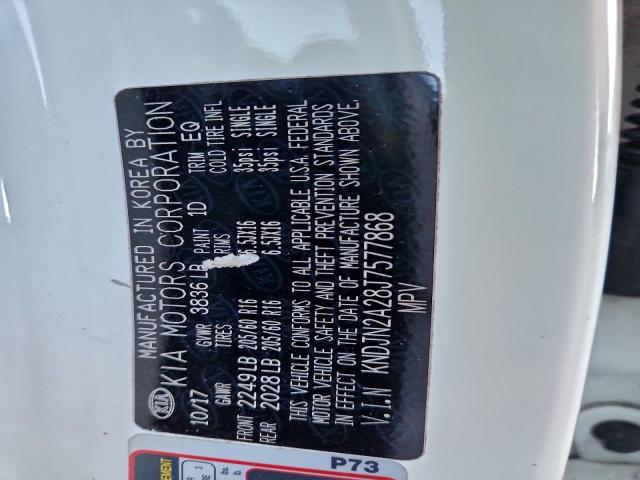 MANUFACTURED IN KOREA BY
KIA KIA MOTORS CORPORATION
10/17 GVWR 3836 LB PAINT 1D TRIM EQ
GAWR TIRES RIMS COLD TIRE INFL
FRONT 2249LB 205/60 R16 6.5JX16 35psi SINGLE
REAR 2028LB 205/60 R16 6.5JX16 35psi SINGLE
THIS VEHICLE CONFORMS TO ALL APPLICABLE U.S.A. FEDERAL
MOTOR VEHICLE SAFETY AND THEFT PREVENTION STANDARDS
IN EFFECT ON THE DATE OF MANUFACTURE SHOWN ABOVE.
V.I.N KNDJN2A28J7577868
MPV
P73